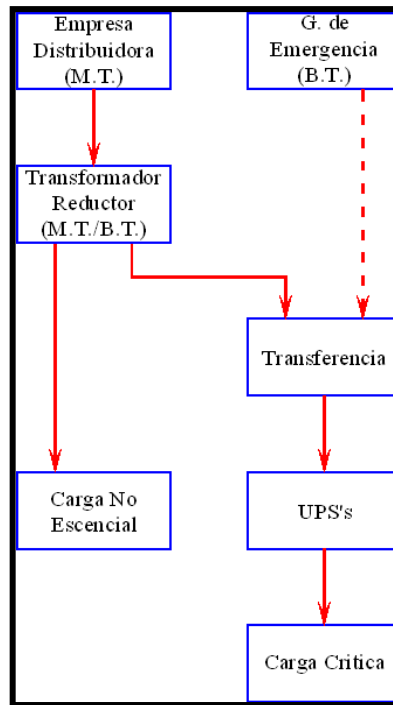 Empresa
Distribuidora
(M.T.)
G. de
Emergencia
(B.T.)
Transformador
Reductor
(M.T./B.T.)
Transferencia
Carga No
Escencial
UPS's
Carga Critica